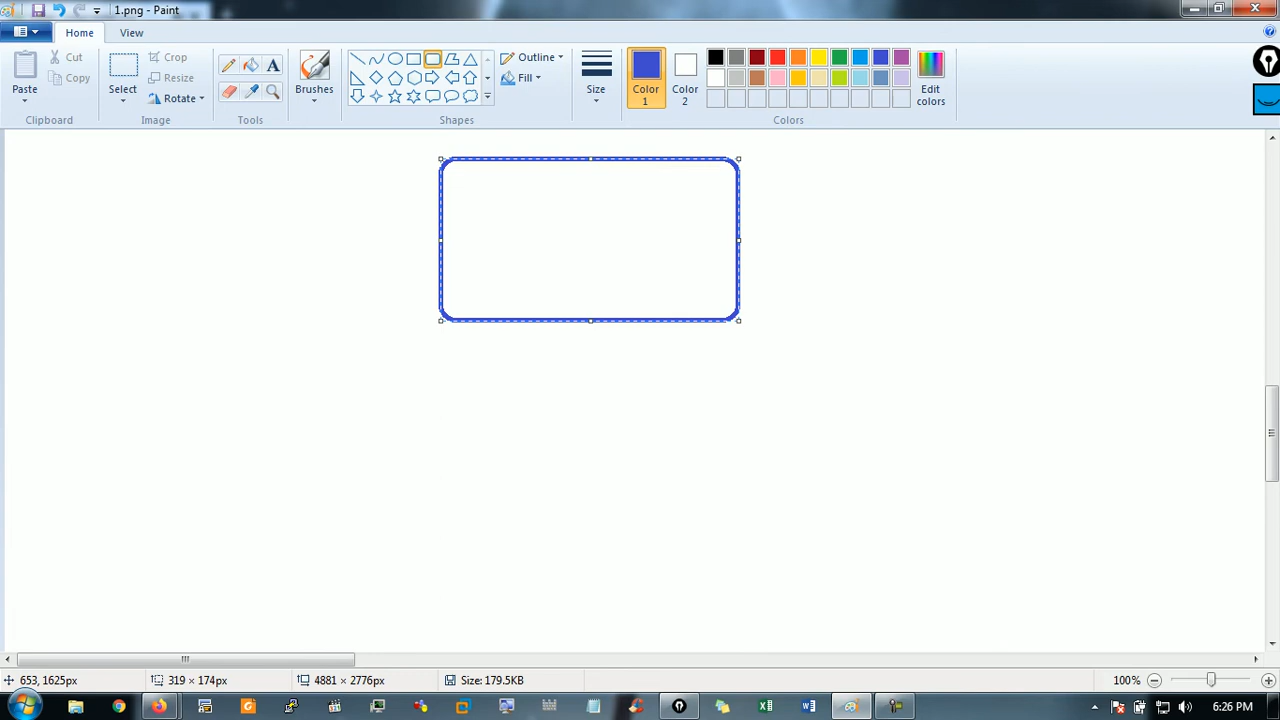 1.png - Paint
Home
View
Paste
Cut
Copy
Clipboard
Select
Crop
Resize
Rotate
Image
A
Tools
Brushes
Shapes
Outline
Fill
Size
Color
1
Color
2
Edit
colors
Colors
653, 1625px
319 × 174px
4881 × 2776px
Size: 179.5KB
100%
6:26 PM